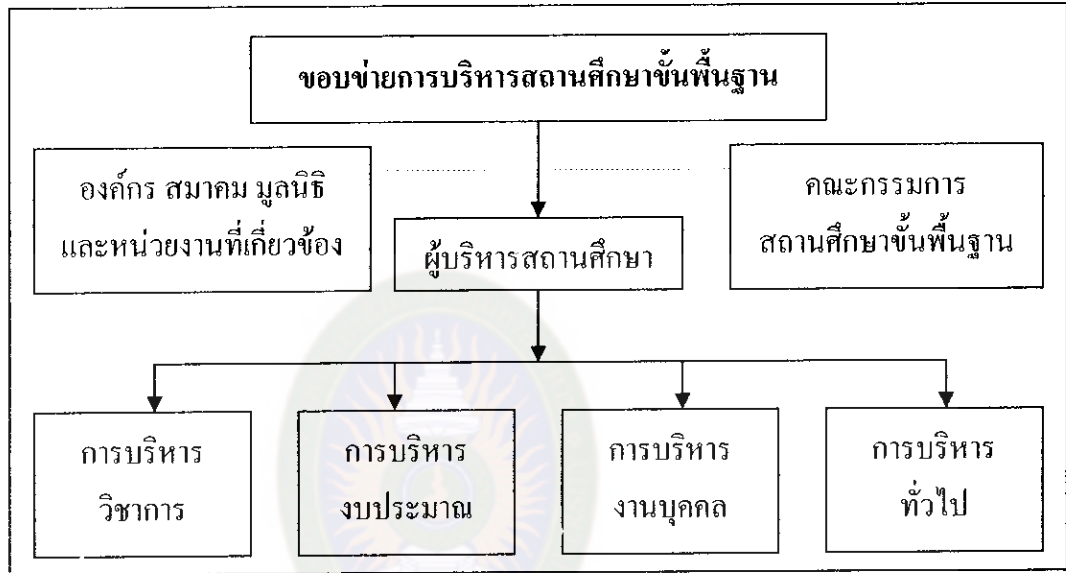 ขอบข่ายการบริหารสถานศึกษาขั้นพื้นฐาน
องค์กร สมาคม มูลนิธิ
และหน่วยงานที่เกี่ยวข้อง
คณะกรรมการ
สถานศึกษาขั้นพื้นฐาน
ผู้บริหารสถานศึกษา
การบริหาร
วิชาการ
การบริหาร
งบประมาณ
การบริหาร
งานบุคคล
การบริหาร
ทั่วไป